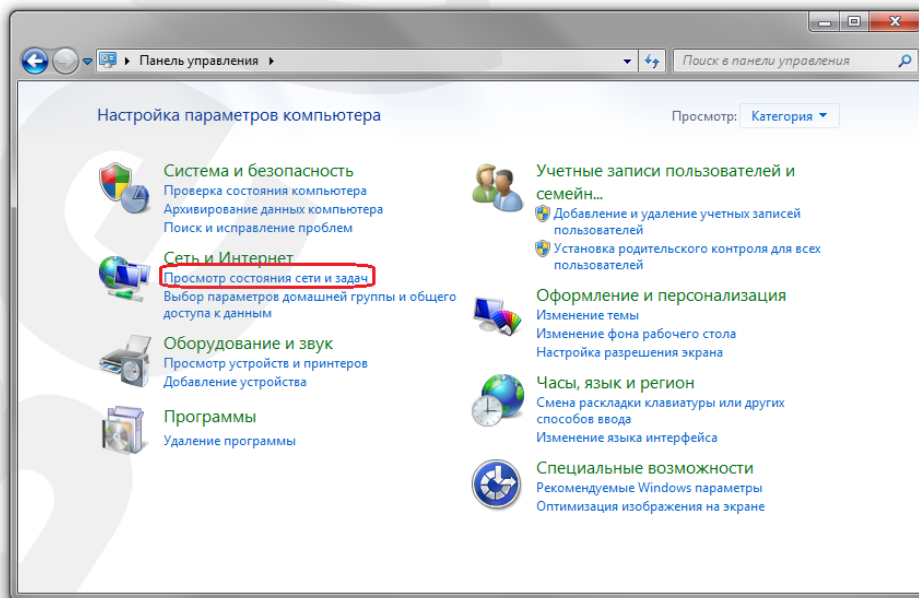 Панель управления
Поиск в панели управления
Настройка параметров компьютера
Просмотр: Категория
Система и безопасность
Проверка состояния компьютера
Архивирование данных компьютера
Поиск и исправление проблем
Сеть и Интернет
Просмотр состояния сети и задач
Выбор параметров домашней группы и общего
доступа к данным
Оборудование и звук
Просмотр устройств и принтеров
Добавление устройства
Программы
Удаление программы
Учетные записи пользователей и
семейн...
Добавление и удаление учетных записей
пользователей
Установка родительского контроля для всех
пользователей
Оформление и персонализация
Изменение темы
Изменение фона рабочего стола
Настройка разрешения экрана
Часы, язык и регион
Смена раскладки клавиатуры или других
способов ввода
Изменение языка интерфейса
Специальные возможности
Рекомендуемые Windows параметры
Оптимизация изображения на экране